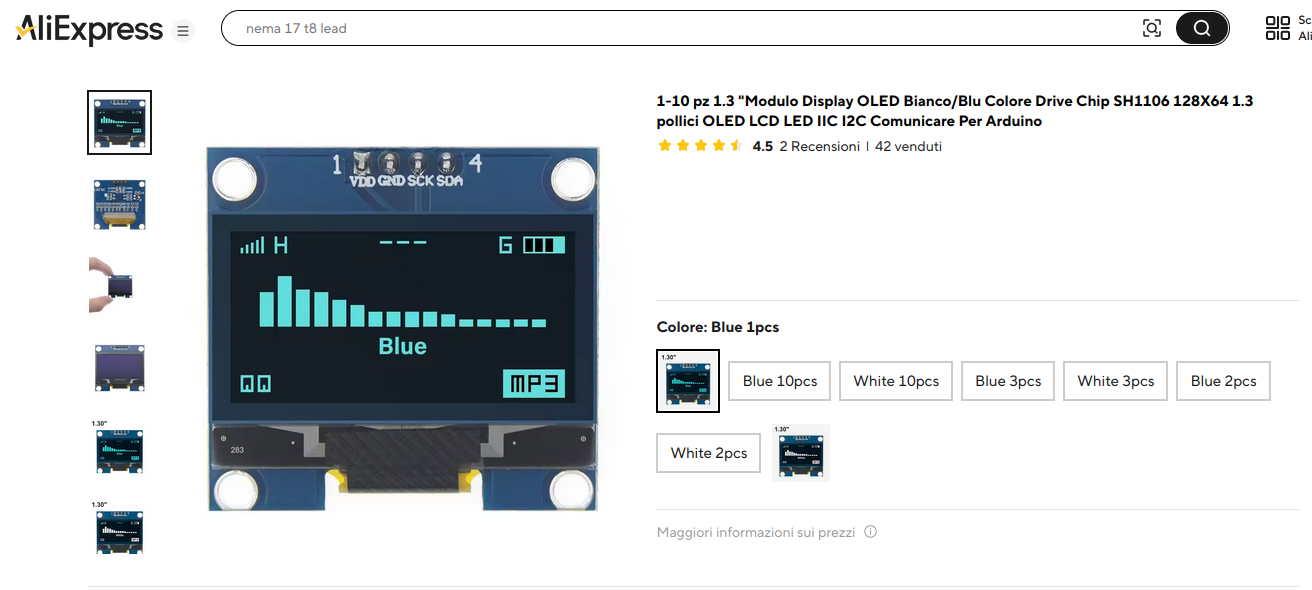 AliExpress
nema 17 t8 lead
Sc
Ali
1-10 pz 1.3 "Modulo Display OLED Bianco/Blu Colore Drive Chip SH1106 128X64 1.3
pollici OLED LCD LED IIC I2C Comunicare Per Arduino
4.5 2 Recensioni | 42 venduti
1 VDD GND SCK SDA 4
H --- G
Blue
MP3
283
Colore: Blue 1pcs
1.30"
Blue 10pcs
White 10pcs
Blue 3pcs
White 3pcs
Blue 2pcs
White 2pcs
1.30"
Maggiori informazioni sui prezzi
1.30"
1.30"